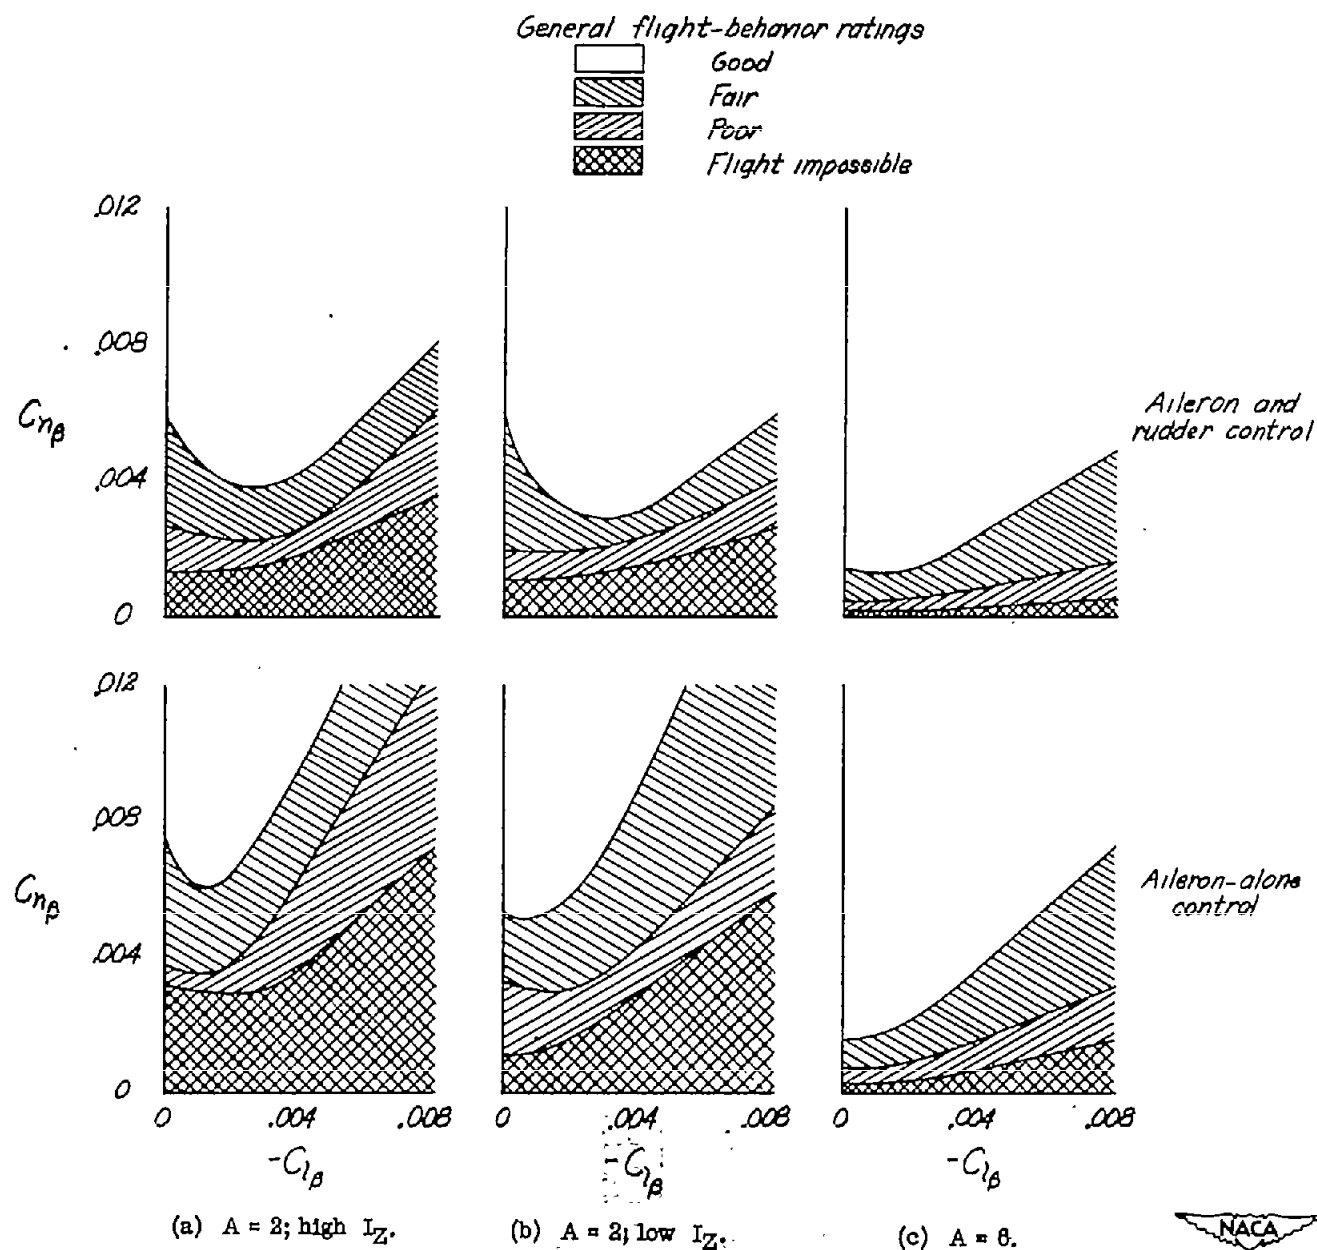 General flight-behavior ratings
Good
Fair
Poor
Flight impossible
.012
.008
Cnβ
.004
0
Aileron and
rudder control
.012
.008
Cnβ
.004
0
Aileron-alone
control
0 .004 .008 0 .004 .008 0 .004 .008
-Clβ -Clβ -Clβ
(a) A = 2; high IZ. (b) A = 2; low IZ. (c) A = 6.
NACA